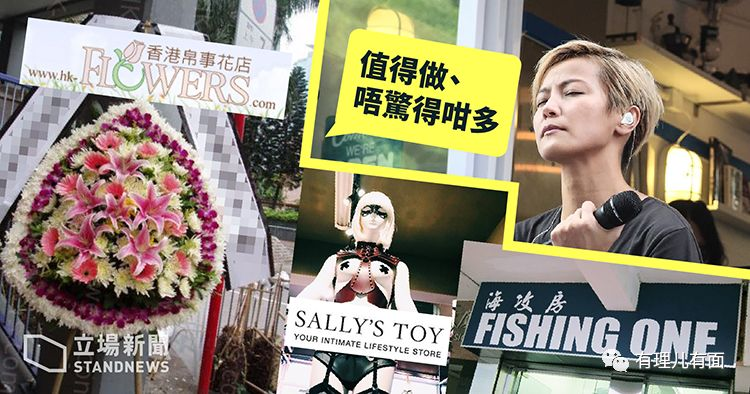 香港帛事花店
www.hk-
FLOWERS
.com
值得做、
唔驚得咁多
WE'RE
SALLY'S TOY
YOUR INTIMATE LIFESTYLE STORE
海攻房
FISHING ONE
立場新聞
STANDNEWS
有理儿有面